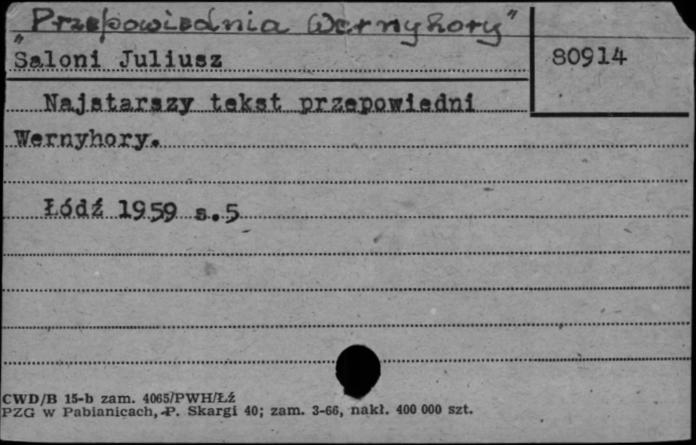 „Przepowiednia Wernyhory"
Saloni Juliusz
80914
Najstarszy tekst przepowiedni
Wernyhory.
Łódź 1959 s.5
CWD/B 15-b zam. 4065/PWH/Łź
PZG w Pabianicach, P. Skargi 40; zam. 3-66, nakł. 400 000 szt.